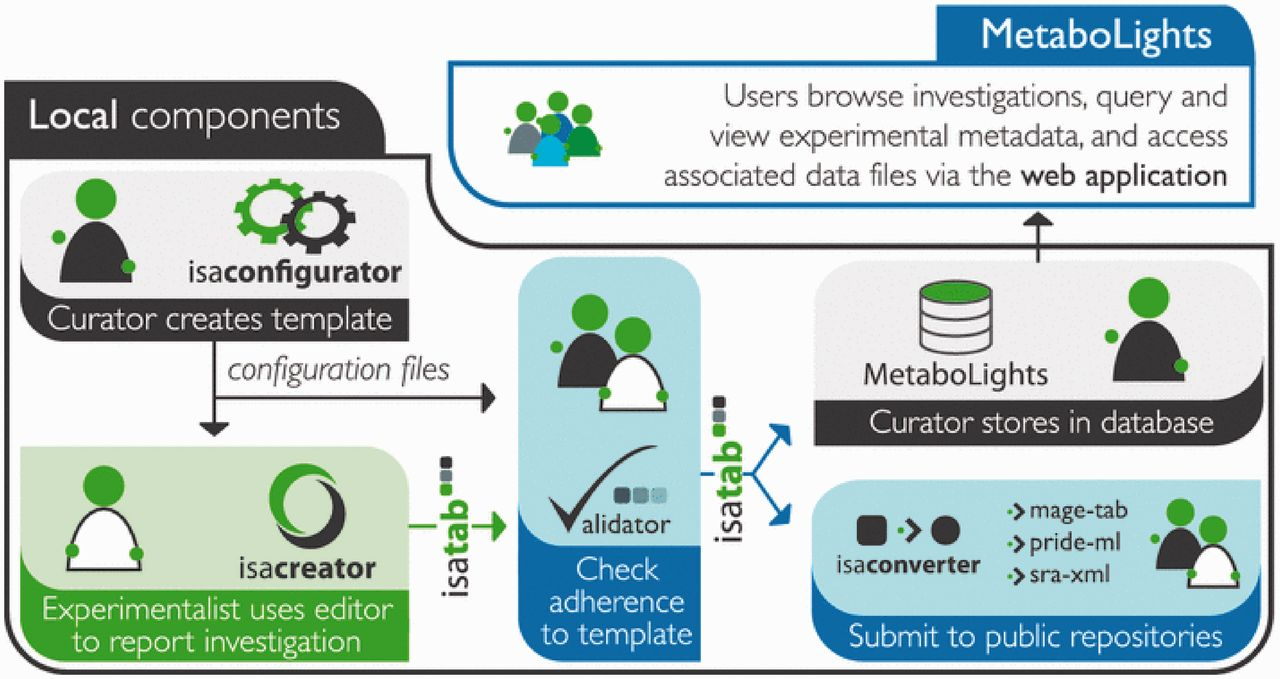 MetaboLights
Users browse investigations, query and
view experimental metadata, and access
associated data files via the web application
Local components
isaconfigurator
Curator creates template
configuration files
isacreator
Experimentalist uses editor
to report investigation
isatab
alidator
Check
adherence
to template
isatab
MetaboLights
Curator stores in database
isaconverter
mage-tab
pride-ml
sra-xml
Submit to public repositories